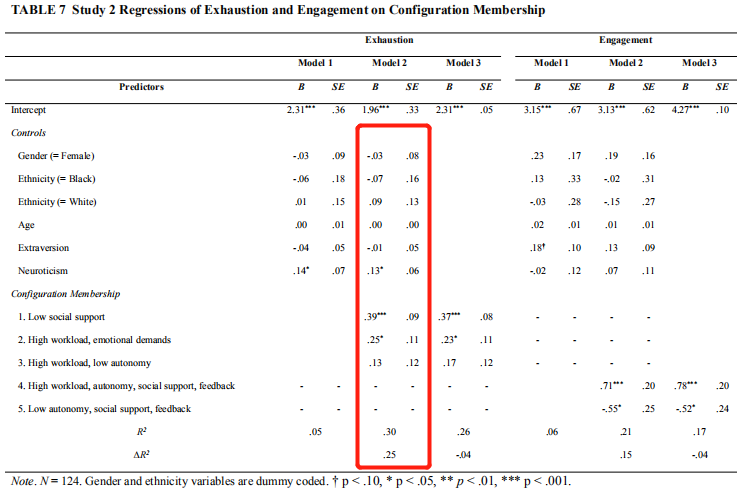 TABLE 7 Study 2 Regressions of Exhaustion and Engagement on Configuration Membership
Exhaustion Engagement
Model 1 Model 2 Model 3 Model 1 Model 2 Model 3
Predictors B SE B SE B SE B SE B SE B SE
Intercept 2.31*** .36 1.96*** .33 2.31*** .05 3.15*** .67 3.13*** .62 4.27*** .10
Controls
Gender (= Female) -.03 .09 -.03 .08 .23 .17 .19 .16
Ethnicity (= Black) -.06 .18 -.07 .16 .13 .33 -.02 .31
Ethnicity (= White) .01 .15 .09 .13 -.03 .28 -.15 .27
Age .00 .01 .00 .00 .02 .01 .01 .01
Extraversion -.04 .05 -.01 .05 .18† .10 .13 .09
Neuroticism .14* .07 .13* .06 -.02 .12 .07 .11
Configuration Membership
1. Low social support .39*** .09 .37*** .08 - - - -
2. High workload, emotional demands .25* .11 .23* .11 - - - -
3. High workload, low autonomy .13 .12 .17 .12 - - - -
4. High workload, autonomy, social support, feedback - - - - - - .71*** .20 .78*** .20
5. Low autonomy, social support, feedback - - - - - - -.55* .25 -.52* .24
R² .05 .30 .26 .06 .21 .17
ΔR² .25 -.04 .15 -.04
Note. N = 124. Gender and ethnicity variables are dummy coded. † p < .10, * p < .05, ** p < .01, *** p < .001.